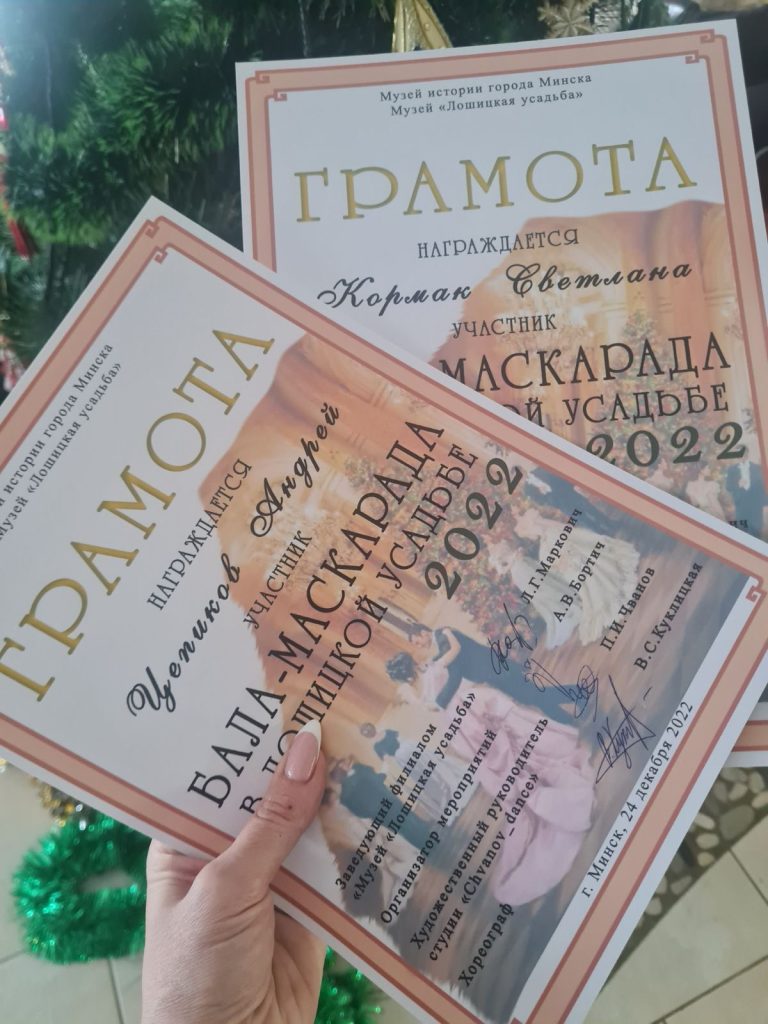 Музей истории города Минска
Музей «Лошицкая усадьба»
ГРАМОТА
НАГРАЖДАЕТСЯ
Кормак Светлана
УЧАСТНИК
МАСКАРАДА
УСАДЬБЕ
2022
истории города Минска
Музей «Лошицкая усадьба»
ГРАМОТА
НАГРАЖДАЕТСЯ
Цепиков Андрей
УЧАСТНИК
БАЛА-МАСКАРАДА
В ЛОШИЦКОЙ УСАДЬБЕ
2022
Заведующий филиалом
«Музей «Лошицкая усадьба» Л.Г.Маркович
Организатор мероприятий А.В.Бортич
Художественный руководитель
студии «Chvanov – dance» П.И.Чванов
Хореограф В.С.Куклицкая
г. Минск, 24 декабря 2022